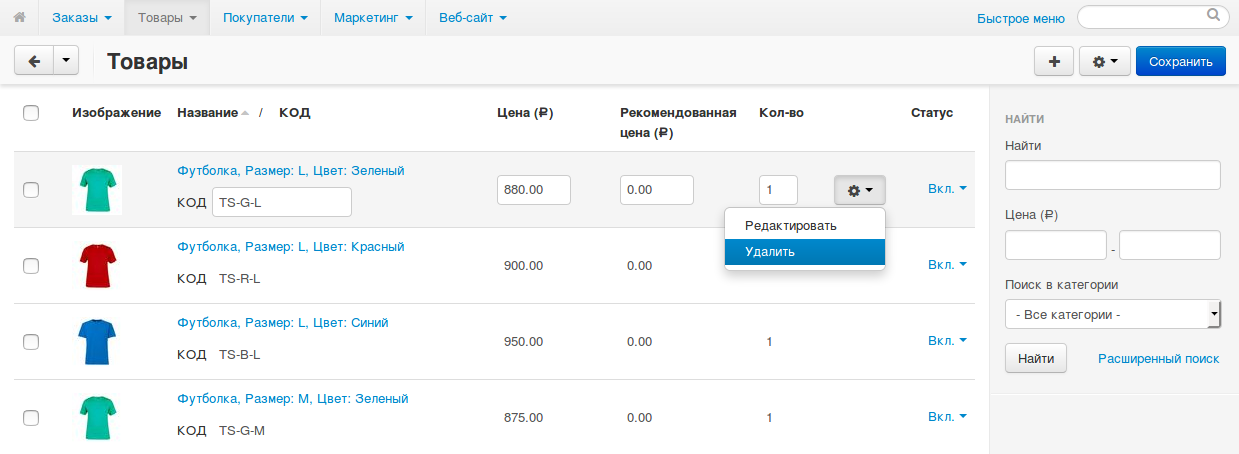 Заказы Товары Покупатели Маркетинг Веб-сайт Быстрое меню
Товары Сохранить
Изображение Название / КОД Цена (₽) Рекомендованная цена (₽) Кол-во Статус
Футболка, Размер: L, Цвет: Зеленый
КОД TS-G-L 880.00 0.00 1 Вкл.
Редактировать
Удалить
Футболка, Размер: L, Цвет: Красный
КОД TS-R-L 900.00 0.00 Вкл.
Футболка, Размер: L, Цвет: Синий
КОД TS-B-L 950.00 0.00 1 Вкл.
Футболка, Размер: M, Цвет: Зеленый
КОД TS-G-M 875.00 0.00 1 Вкл.
НАЙТИ
Найти
Цена (₽)
-
Поиск в категории
- Все категории -
Найти Расширенный поиск